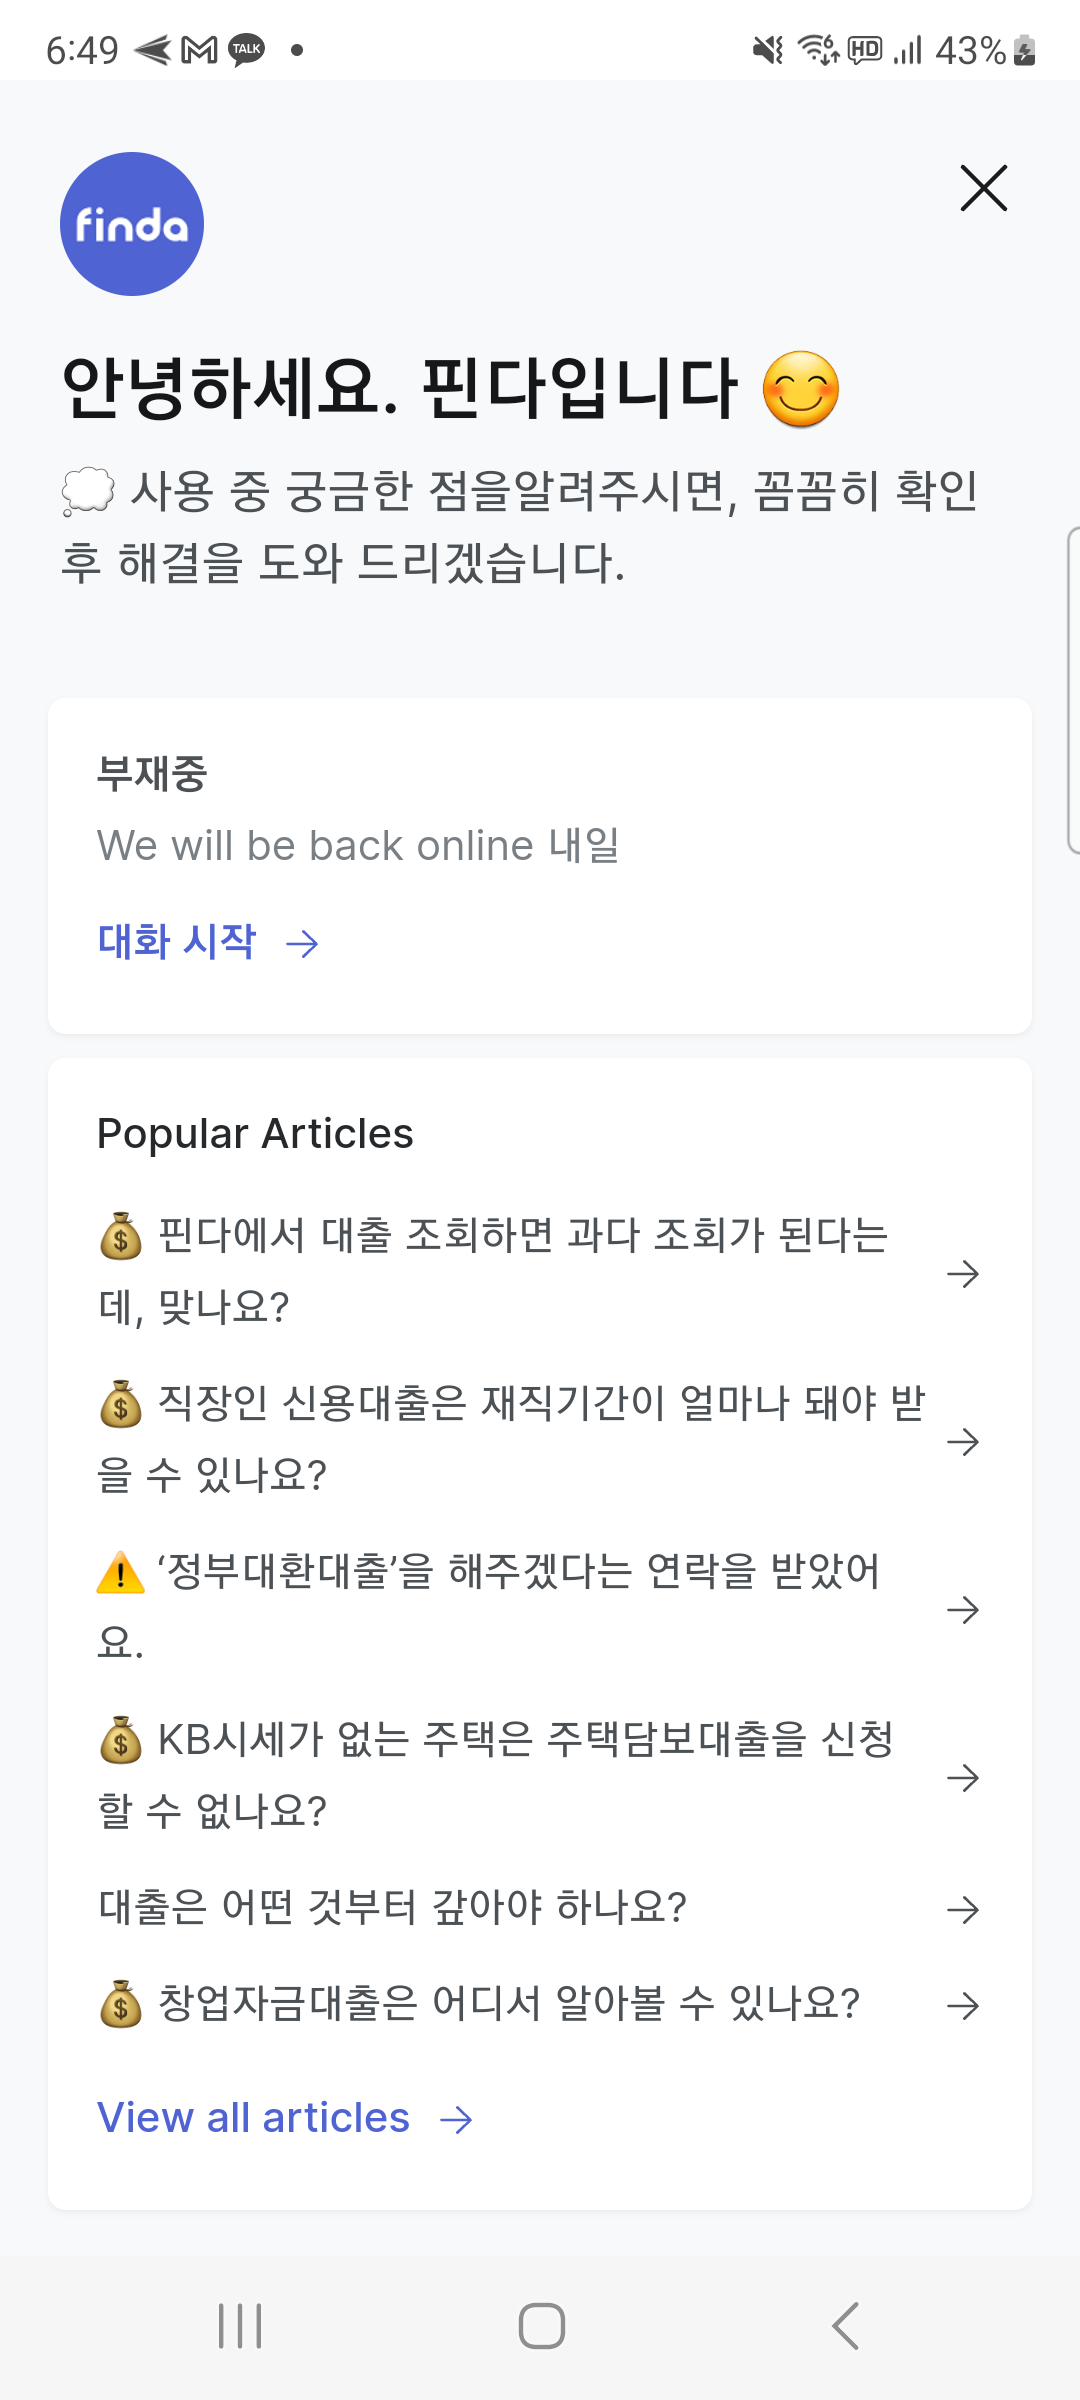 6:49 TALK HD 43%
finda
안녕하세요. 핀다입니다 😊
💭 사용 중 궁금한 점을알려주시면, 꼼꼼히 확인
후 해결을 도와 드리겠습니다.
부재중
We will be back online 내일
대화 시작 →
Popular Articles
💰 핀다에서 대출 조회하면 과다 조회가 된다는
데, 맞나요?
💰 직장인 신용대출은 재직기간이 얼마나 돼야 받
을 수 있나요?
⚠️ ‘정부대환대출’을 해주겠다는 연락을 받았어
요.
💰 KB시세가 없는 주택은 주택담보대출을 신청
할 수 없나요?
대출은 어떤 것부터 갚아야 하나요?
💰 창업자금대출은 어디서 알아볼 수 있나요?
View all articles →